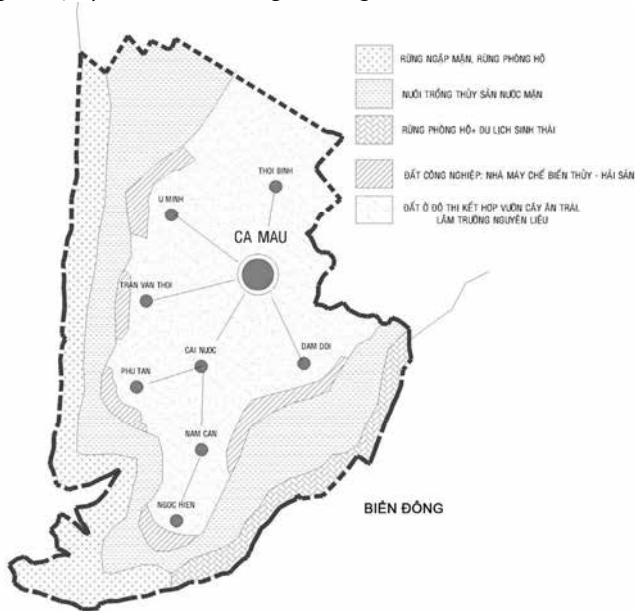 RỪNG NGẬP MẶN, RỪNG PHÒNG HỘ
NUÔI TRỒNG THỦY SẢN NƯỚC MẶN
RỪNG PHÒNG HỘ+ DU LỊCH SINH THÁI
ĐẤT CÔNG NGHIỆP: NHÀ MÁY CHẾ BIẾN THỦY - HẢI SẢN
ĐẤT Ở ĐÔ THỊ KẾT HỢP VƯỜN CÂY ĂN TRÁI,
LÂM TRƯỜNG NGUYÊN LIỆU
THOI BINH
U MINH
CA MAU
TRAN VAN THOI
CAI NUOC
DAM DOI
PHU TAN
NAM CAN
NGOC HIEN
BIỂN ĐÔNG